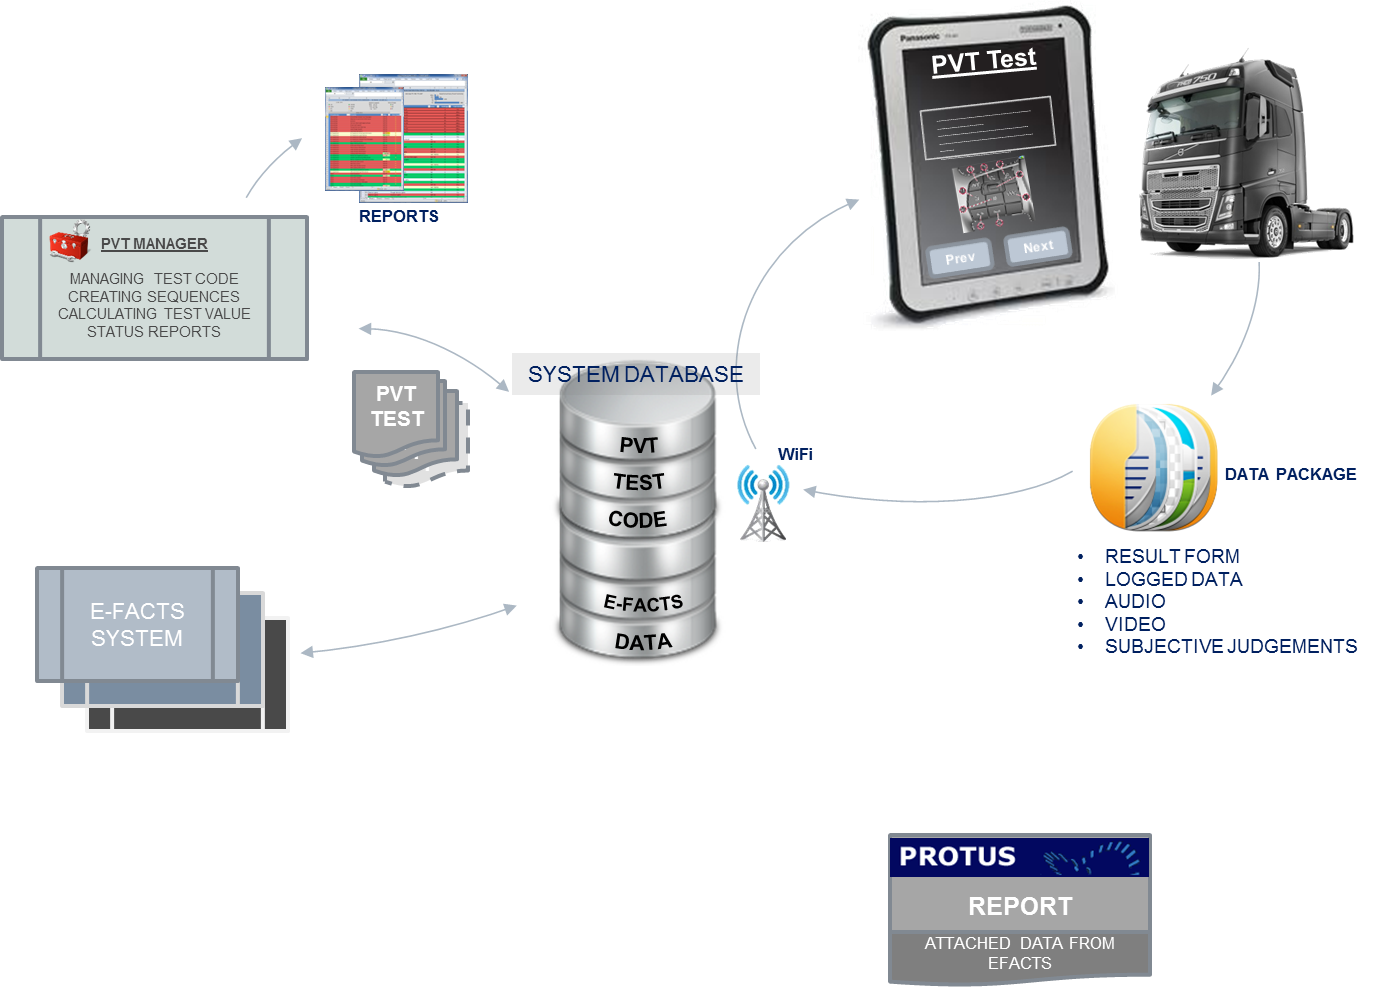 Panasonic
PVT Test
Prev
Next
750
REPORTS
PVT MANAGER
MANAGING TEST CODE
CREATING SEQUENCES
CALCULATING TEST VALUE
STATUS REPORTS
SYSTEM DATABASE
PVT
TEST
PVT
TEST
CODE
E-FACTS
DATA
WiFi
DATA PACKAGE
• RESULT FORM
• LOGGED DATA
• AUDIO
• VIDEO
• SUBJECTIVE JUDGEMENTS
E-FACTS
SYSTEM
PROTUS
REPORT
ATTACHED DATA FROM
EFACTS